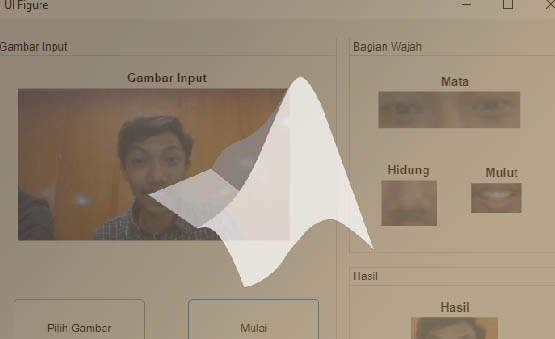 UI Figure
Gambar Input
Gambar Input
Pilih Gambar
Mulai
Bagian Wajah
Mata
Hidung
Mulut
Hasil
Hasil